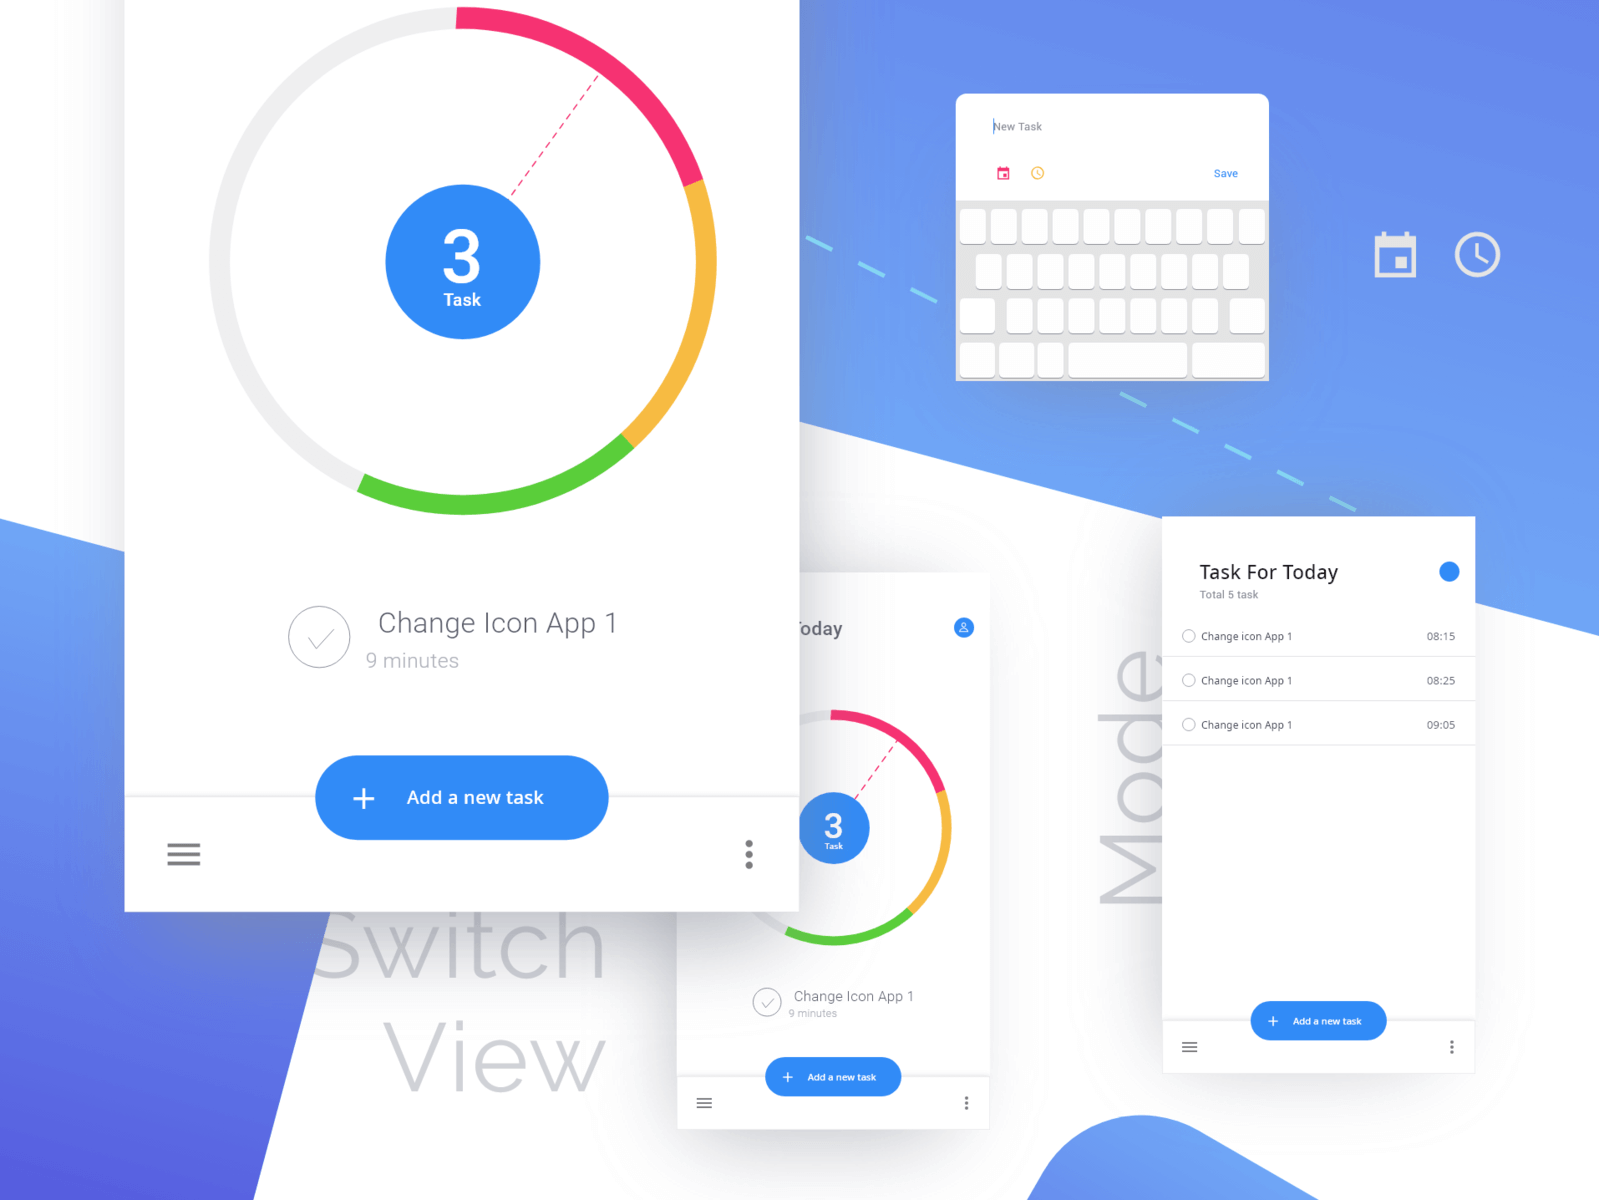 3
Task
Change Icon App 1
9 minutes
Add a new task
New Task
Save
Switch
View
Today
3
Task
Change Icon App 1
9 minutes
Add a new task
Mode
Task For Today
Total 5 task
Change icon App 1 08:15
Change icon App 1 08:25
Change icon App 1 09:05
Add a new task